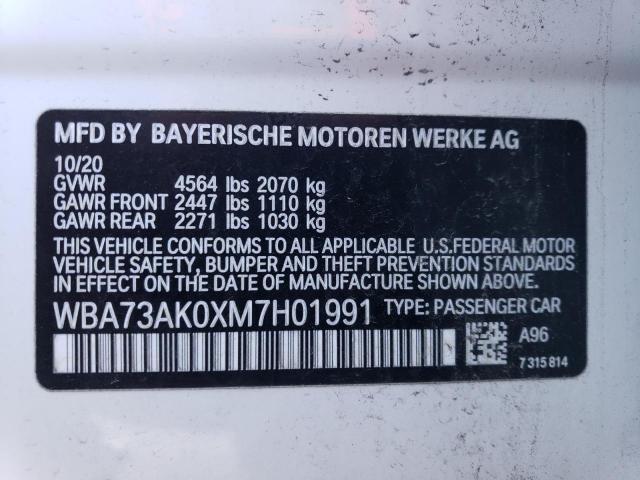 MFD BY BAYERISCHE MOTOREN WERKE AG
10/20
GVWR 4564 lbs 2070 kg
GAWR FRONT 2447 lbs 1110 kg
GAWR REAR 2271 lbs 1030 kg
THIS VEHICLE CONFORMS TO ALL APPLICABLE U.S.FEDERAL MOTOR
VEHICLE SAFETY, BUMPER AND THEFT PREVENTION STANDARDS
IN EFFECT ON THE DATE OF MANUFACTURE SHOWN ABOVE.
WBA73AK0XM7H01991 TYPE: PASSENGER CAR
A96
7 315 814